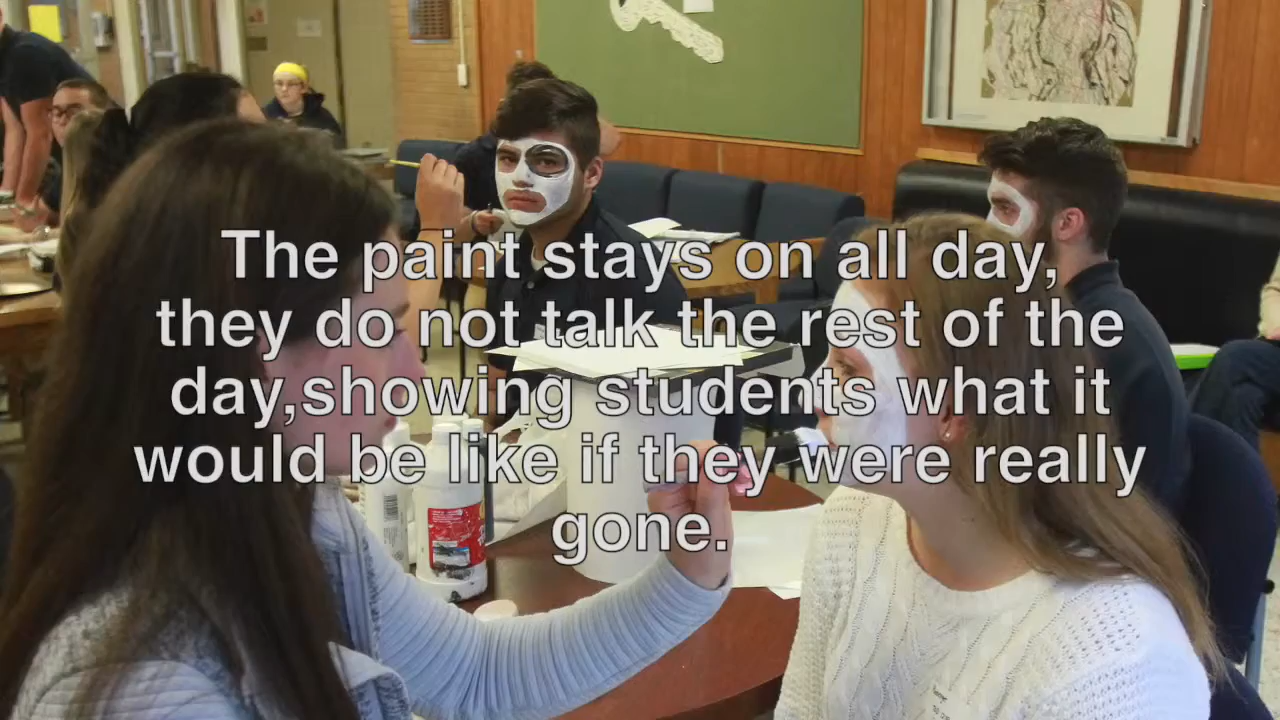 The paint stays on all day,
they do not talk the rest of the
day,showing students what it
would be like if they were really
gone.